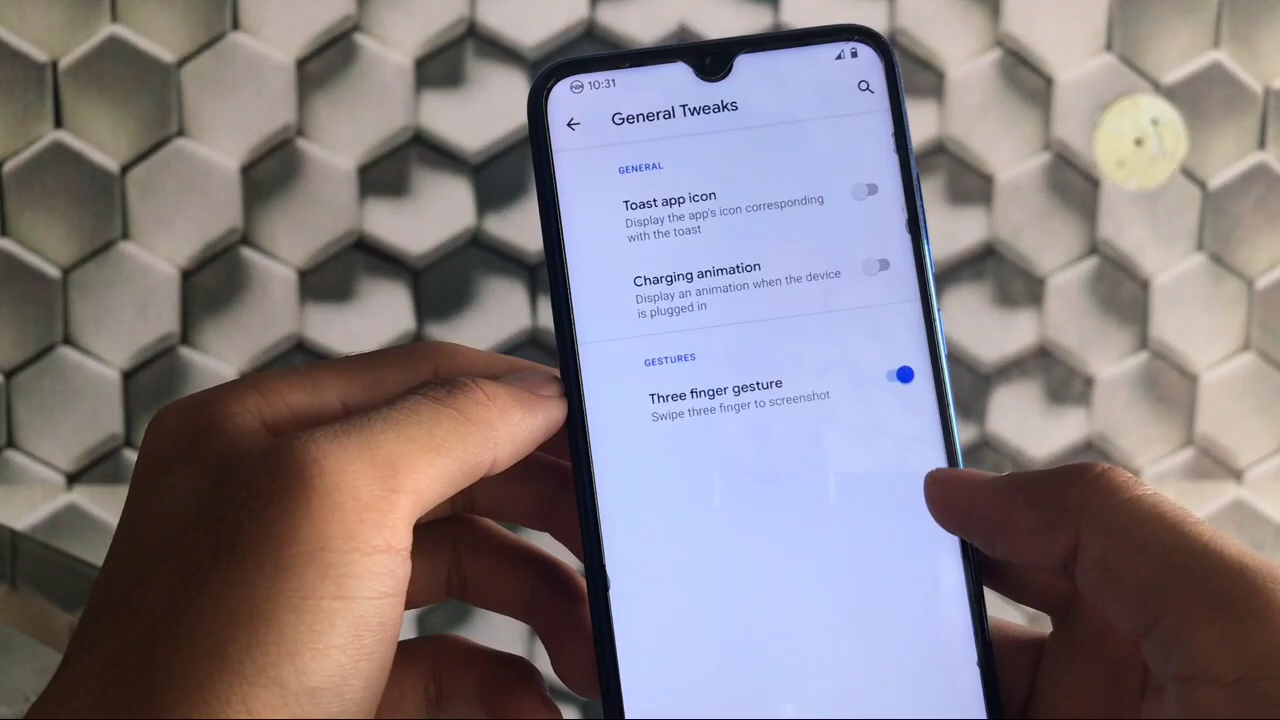 10:31
General Tweaks
GENERAL
Toast app icon
Display the app's icon corresponding
with the toast
Charging animation
Display an animation when the device
is plugged in
GESTURES
Three finger gesture
Swipe three finger to screenshot